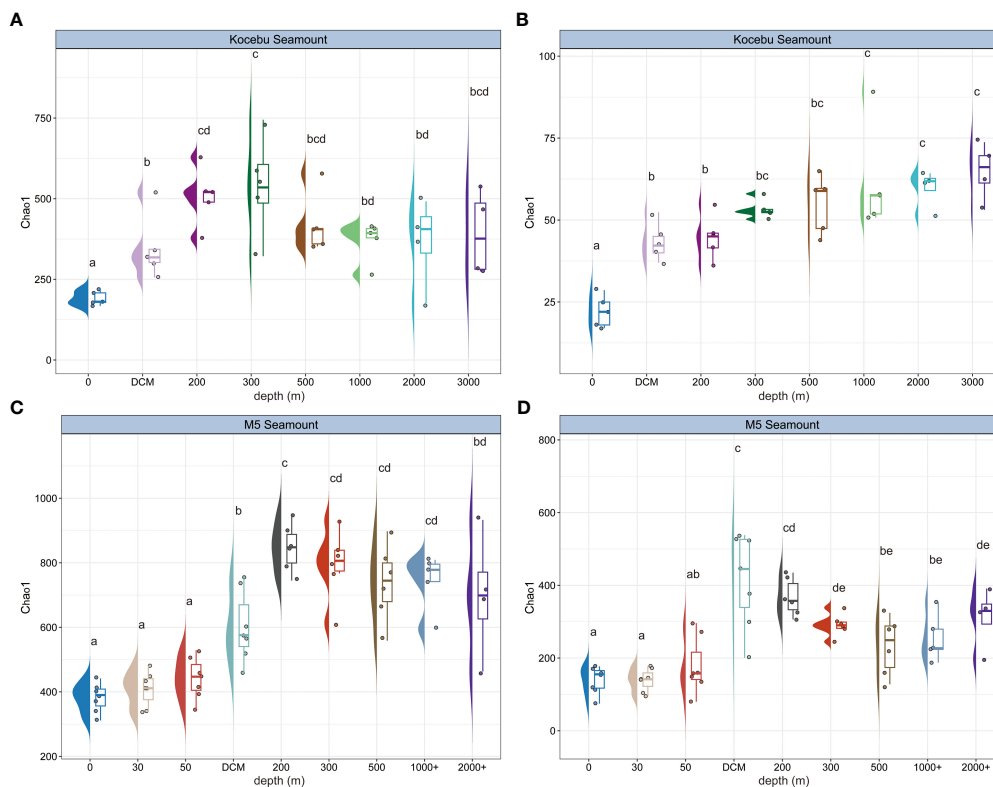 A
Kocebu Seamount
Chao1
750
500
250
0
a
b
cd
c
bcd
bd
bd
bcd
0 DCM 200 300 500 1000 2000 3000
depth (m)
B
Kocebu Seamount
Chao1
100
75
50
25
a
b
b
bc
bc
c
c
c
0 DCM 200 300 500 1000 2000 3000
depth (m)
C
M5 Seamount
Chao1
1000
800
600
400
200
a
a
a
b
c
cd
cd
cd
bd
0 30 50 DCM 200 300 500 1000+ 2000+
depth (m)
D
M5 Seamount
Chao1
800
600
400
200
0
a
a
ab
c
cd
de
be
be
de
0 30 50 DCM 200 300 500 1000+ 2000+
depth (m)